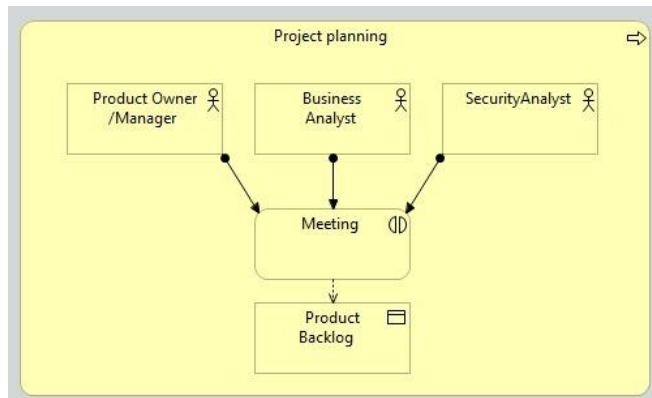 Project planning
Product Owner
/Manager
Business
Analyst
SecurityAnalyst
Meeting
Product
Backlog